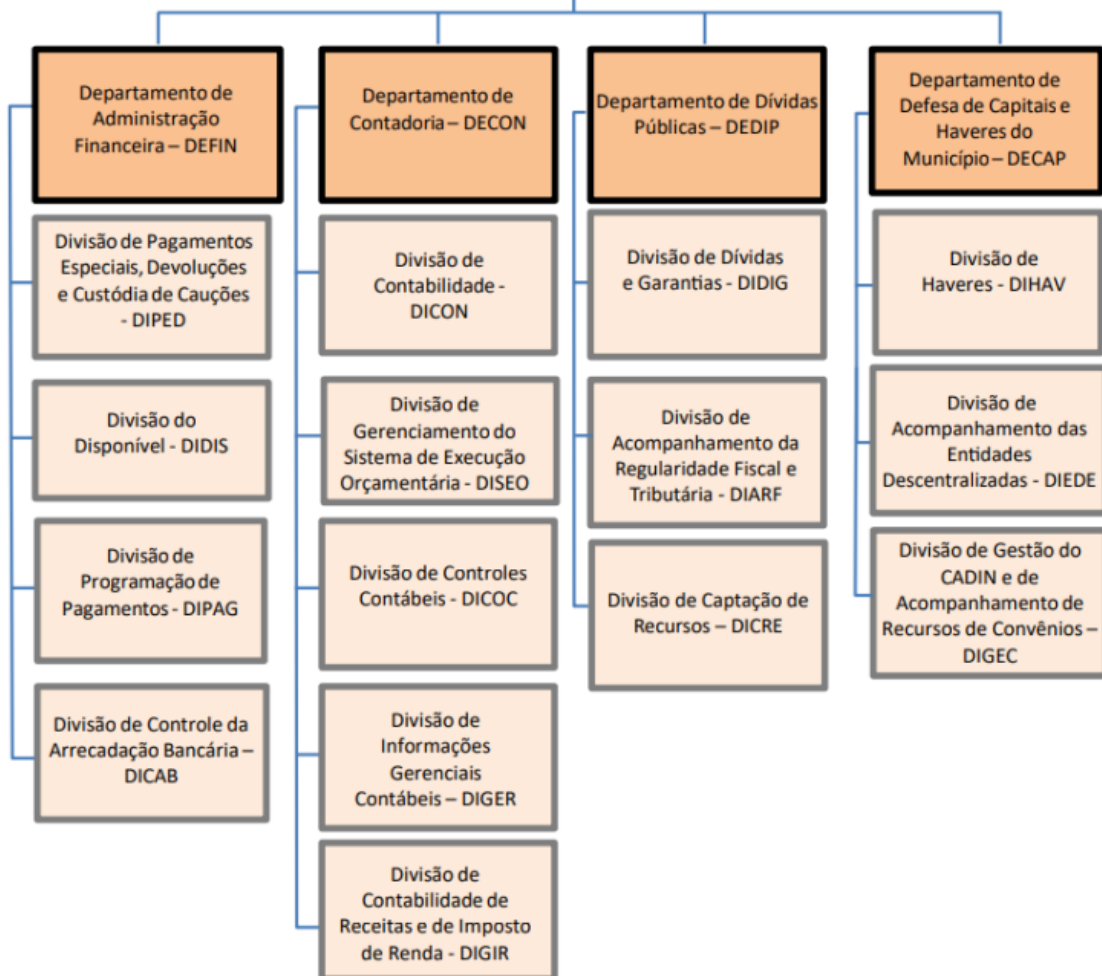 Departamento de
Administração
Financeira – DEFIN
Divisão de Pagamentos
Especiais, Devoluções
e Custódia de Cauções
- DIPED
Divisão do
Disponível - DIDIS
Divisão de
Programação de
Pagamentos - DIPAG
Divisão de Controle da
Arrecadação Bancária –
DICAB
Departamento de
Contadoria – DECON
Divisão de
Contabilidade -
DICON
Divisão de
Gerenciamento do
Sistema de Execução
Orçamentária - DISEO
Divisão de Controles
Contábeis - DICOC
Divisão de
Informações
Gerenciais
Contábeis – DIGER
Divisão de
Contabilidade de
Receitas e de Imposto
de Renda - DIGIR
Departamento de Dívidas
Públicas – DEDIP
Divisão de Dívidas
e Garantias - DIDIG
Divisão de
Acompanhamento da
Regularidade Fiscal e
Tributária - DIARF
Divisão de Captação de
Recursos – DICRE
Departamento de
Defesa de Capitais e
Haveres do
Município – DECAP
Divisão de
Haveres - DIHAV
Divisão de
Acompanhamento das
Entidades
Descentralizadas - DIEDE
Divisão de Gestão do
CADIN e de
Acompanhamento de
Recursos de Convênios –
DIGEC